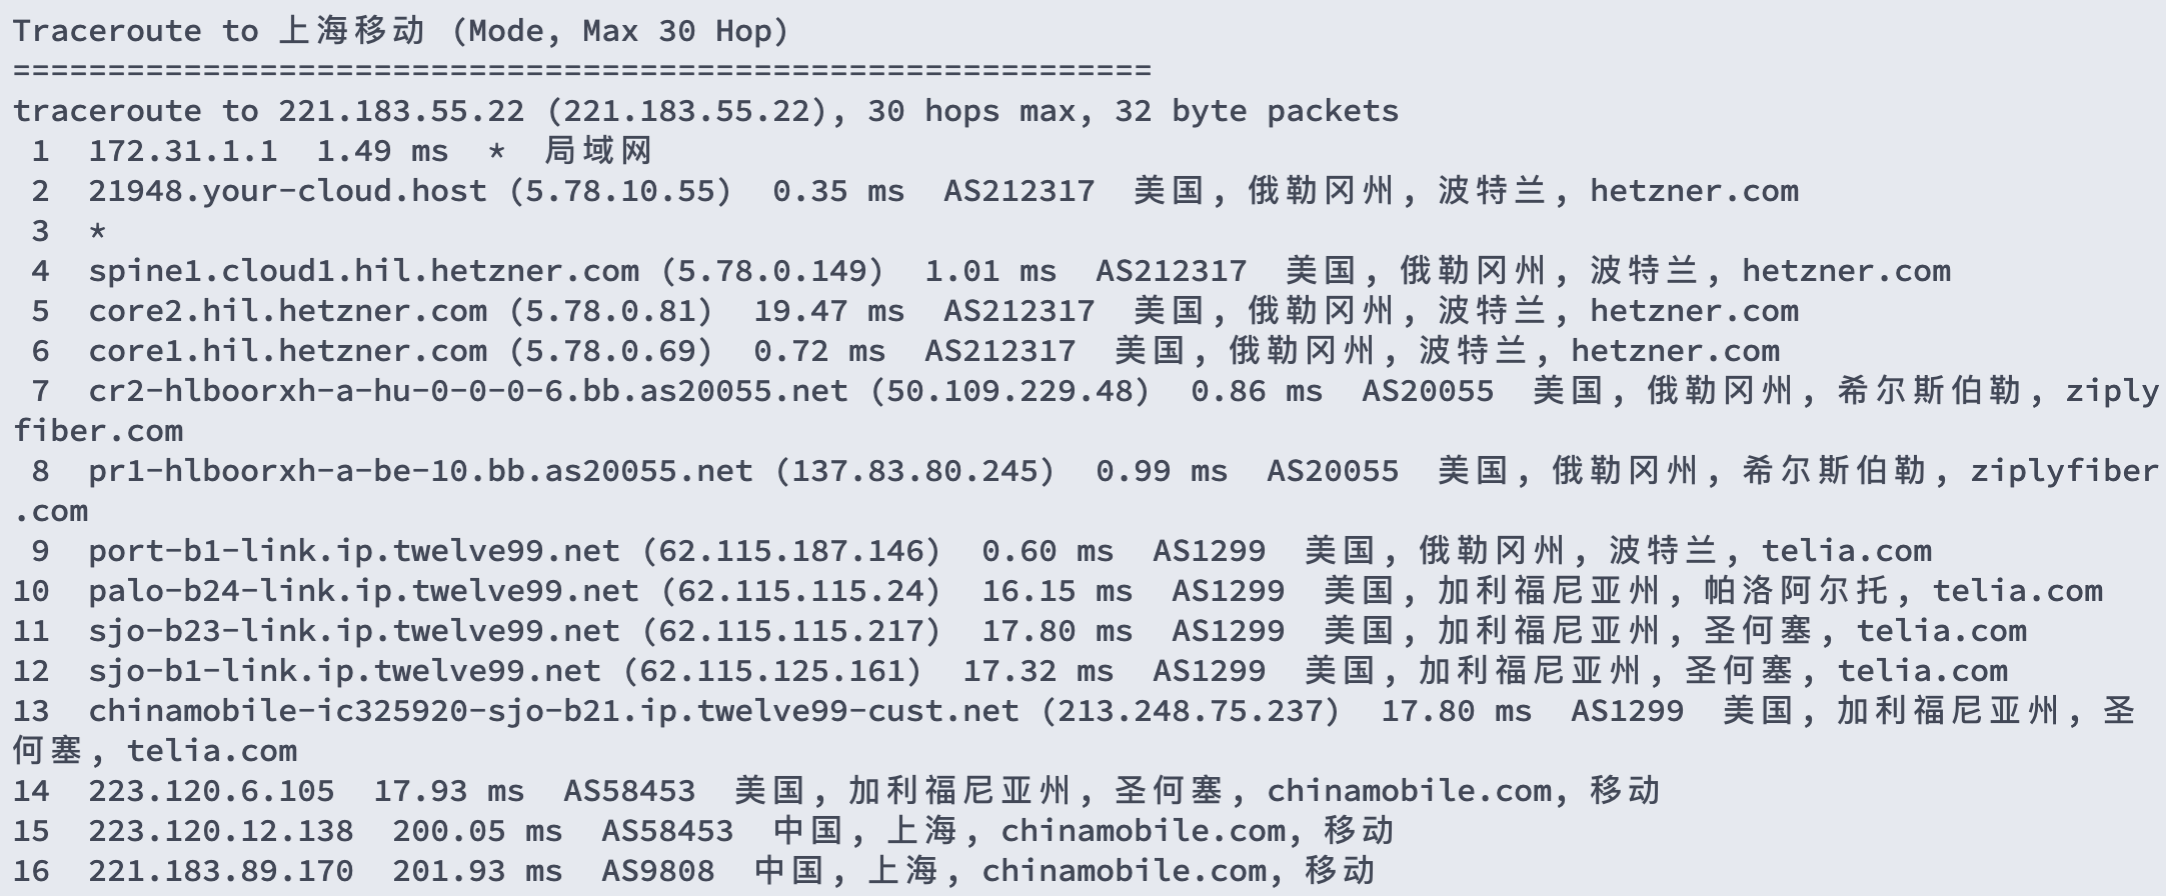 Traceroute to 上海移动 (Mode, Max 30 Hop)
============================================================
traceroute to 221.183.55.22 (221.183.55.22), 30 hops max, 32 byte packets
 1  172.31.1.1  1.49 ms  *  局域网
 2  21948.your-cloud.host (5.78.10.55)  0.35 ms  AS212317  美国, 俄勒冈州, 波特兰, hetzner.com
 3  *
 4  spine1.cloud1.hil.hetzner.com (5.78.0.149)  1.01 ms  AS212317  美国, 俄勒冈州, 波特兰, hetzner.com
 5  core2.hil.hetzner.com (5.78.0.81)  19.47 ms  AS212317  美国, 俄勒冈州, 波特兰, hetzner.com
 6  core1.hil.hetzner.com (5.78.0.69)  0.72 ms  AS212317  美国, 俄勒冈州, 波特兰, hetzner.com
 7  cr2-hlboorxh-a-hu-0-0-0-6.bb.as20055.net (50.109.229.48)  0.86 ms  AS20055  美国, 俄勒冈州, 希尔斯伯勒, ziply
fiber.com
 8  pr1-hlboorxh-a-be-10.bb.as20055.net (137.83.80.245)  0.99 ms  AS20055  美国, 俄勒冈州, 希尔斯伯勒, ziplyfiber
.com
 9  port-b1-link.ip.twelve99.net (62.115.187.146)  0.60 ms  AS1299  美国, 俄勒冈州, 波特兰, telia.com
10  palo-b24-link.ip.twelve99.net (62.115.115.24)  16.15 ms  AS1299  美国, 加利福尼亚州, 帕洛阿尔托, telia.com
11  sjo-b23-link.ip.twelve99.net (62.115.115.217)  17.80 ms  AS1299  美国, 加利福尼亚州, 圣何塞, telia.com
12  sjo-b1-link.ip.twelve99.net (62.115.125.161)  17.32 ms  AS1299  美国, 加利福尼亚州, 圣何塞, telia.com
13  chinamobile-ic325920-sjo-b21.ip.twelve99-cust.net (213.248.75.237)  17.80 ms  AS1299  美国, 加利福尼亚州, 圣
何塞, telia.com
14  223.120.6.105  17.93 ms  AS58453  美国, 加利福尼亚州, 圣何塞, chinamobile.com, 移动
15  223.120.12.138  200.05 ms  AS58453  中国, 上海, chinamobile.com, 移动
16  221.183.89.170  201.93 ms  AS9808  中国, 上海, chinamobile.com, 移动